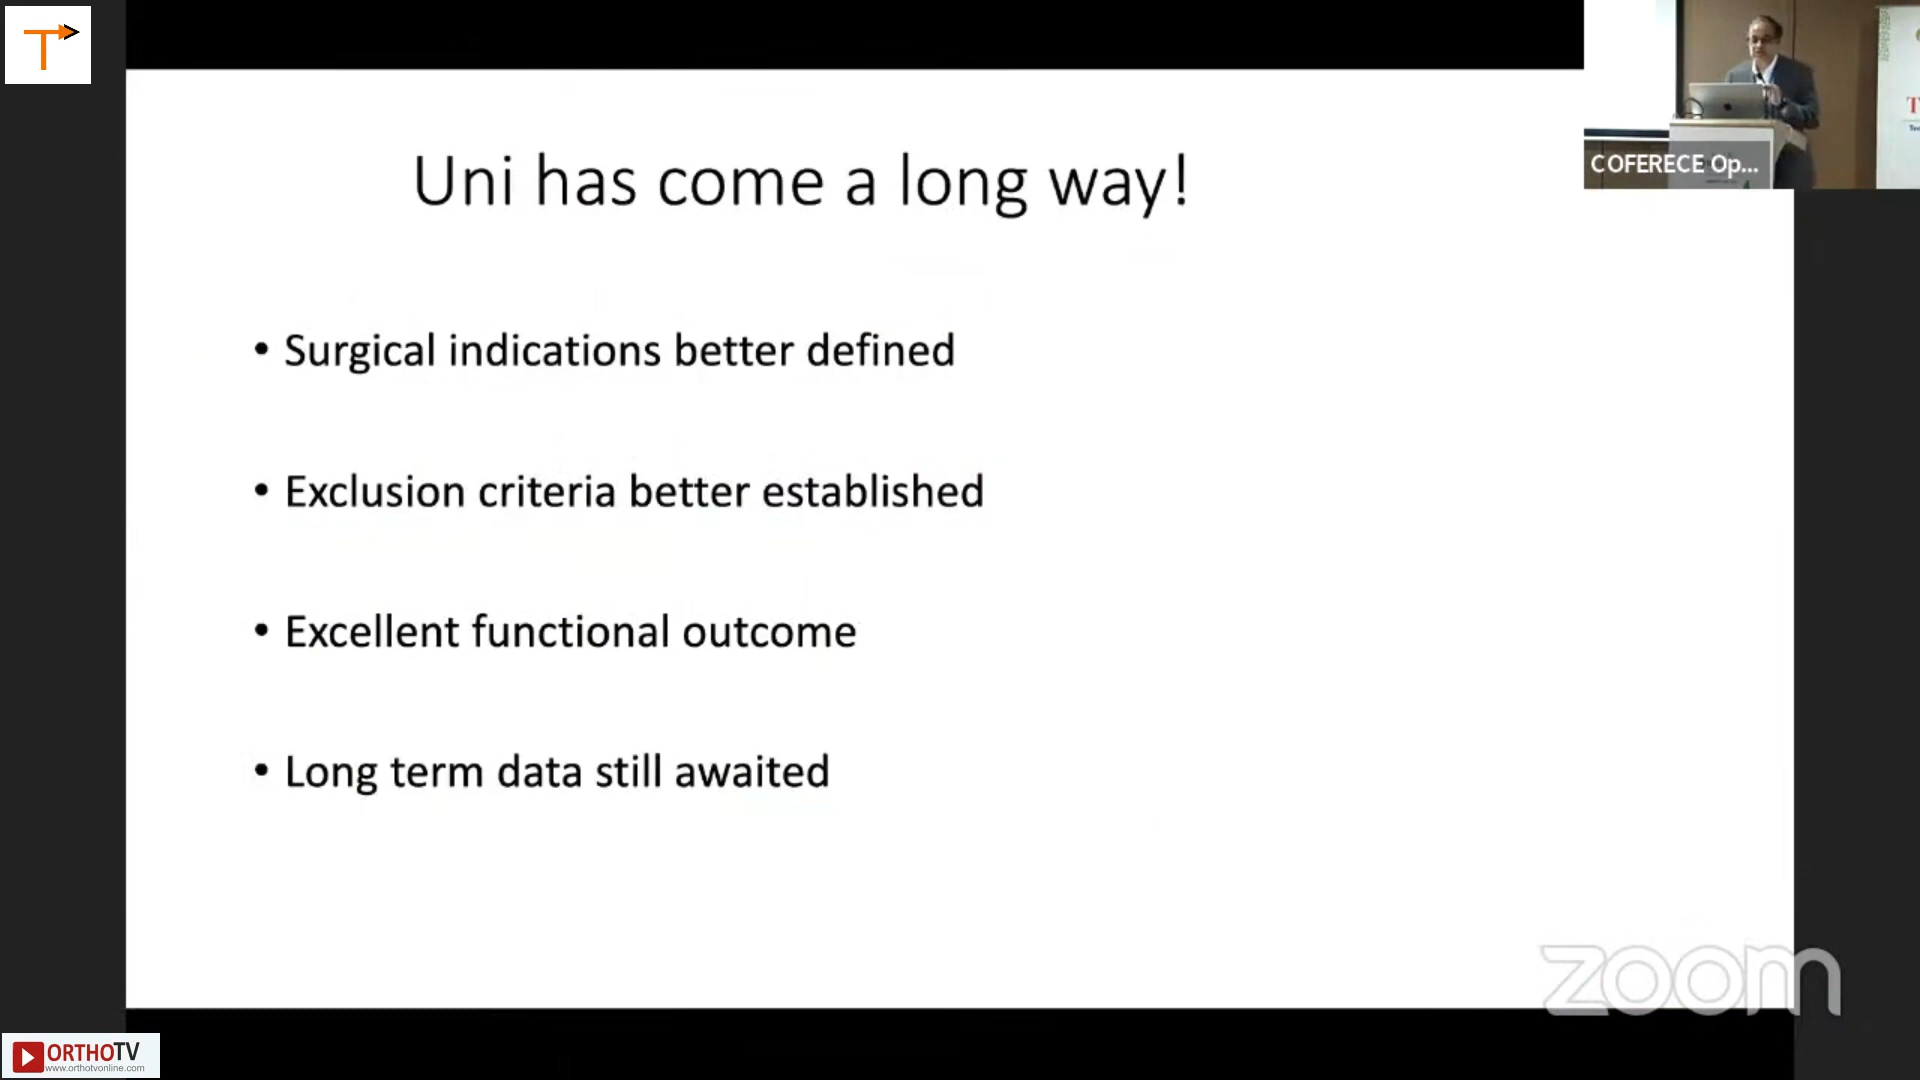 T
Uni has come a long way!
COFERECE Op...
• Surgical indications better defined
• Exclusion criteria better established
• Excellent functional outcome
• Long term data still awaited
zoom
ORTHOTV
www.orthotvonline.com